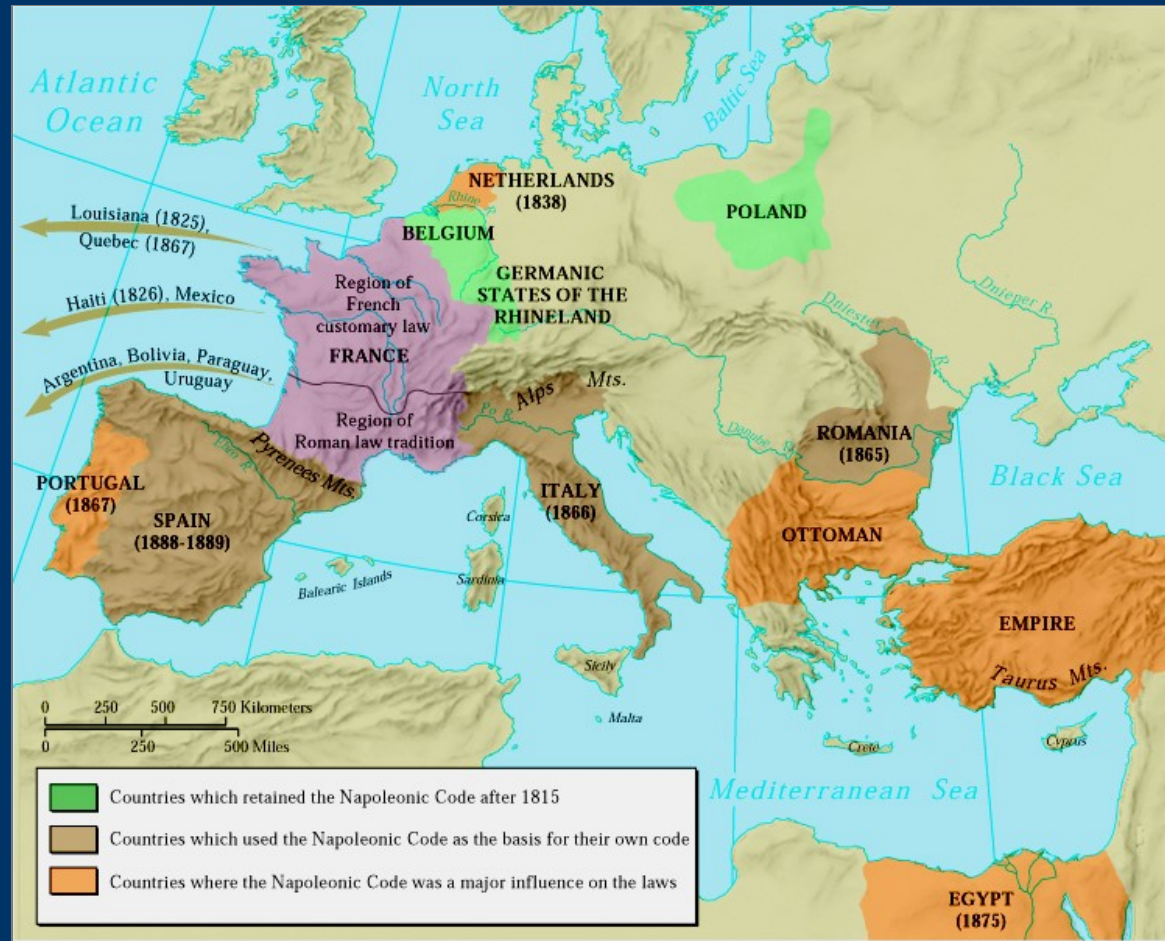 Atlantic
Ocean
North
Sea
Baltic Sea
NETHERLANDS
(1838)
Rhine R.
BELGIUM
POLAND
Louisiana (1825),
Quebec (1867)
GERMANIC
STATES OF THE
RHINELAND
Region of
French
customary law
Haiti (1826), Mexico
FRANCE
Dniester R.
Dnieper R.
Argentina, Bolivia, Paraguay,
Uruguay
Alps Mts.
Po R.
Region of
Roman law tradition
Danube R.
ROMANIA
(1865)
Ebro R.
Pyrenees Mts.
Black Sea
PORTUGAL
(1867)
SPAIN
(1888-1889)
ITALY
(1866)
Corsica
OTTOMAN
Balearic Islands
Sardinia
EMPIRE
Taurus Mts.
Sicily
0 250 500 750 Kilometers
0 250 500 Miles
Malta
Crete
Cyprus
Mediterranean Sea
Countries which retained the Napoleonic Code after 1815
Countries which used the Napoleonic Code as the basis for their own code
Countries where the Napoleonic Code was a major influence on the laws
EGYPT
(1875)